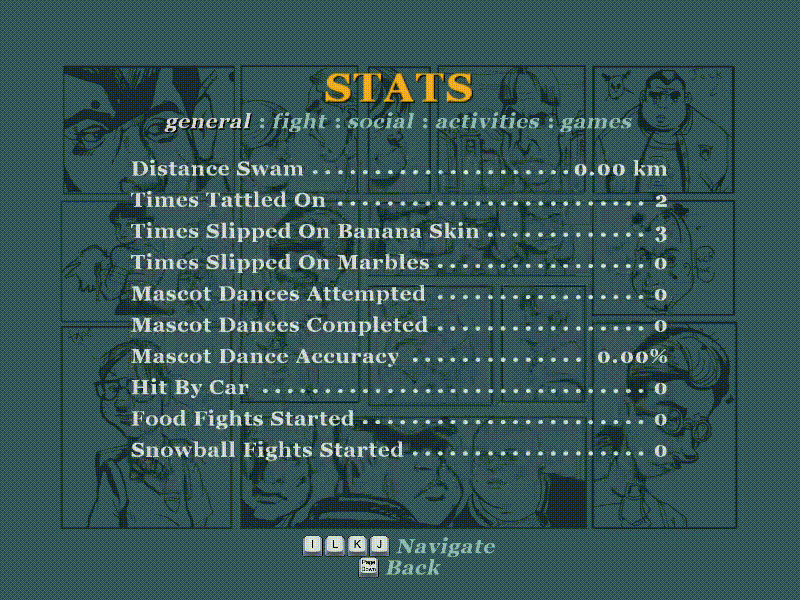 STATS
general : fight : social : activities : games
Distance Swam . . . . . . . . . . . . . . . . . . . . . 0.00 km
Times Tattled On . . . . . . . . . . . . . . . . . . . . . . . . . 2
Times Slipped On Banana Skin . . . . . . . . . . . . . 3
Times Slipped On Marbles . . . . . . . . . . . . . . . . . 0
Mascot Dances Attempted . . . . . . . . . . . . . . . . . 0
Mascot Dances Completed . . . . . . . . . . . . . . . . . 0
Mascot Dance Accuracy . . . . . . . . . . . . . . 0.00%
Hit By Car . . . . . . . . . . . . . . . . . . . . . . . . . . . . . . . 0
Food Fights Started . . . . . . . . . . . . . . . . . . . . . . . 0
Snowball Fights Started . . . . . . . . . . . . . . . . . . . 0
I L K J Navigate
Page Down Back